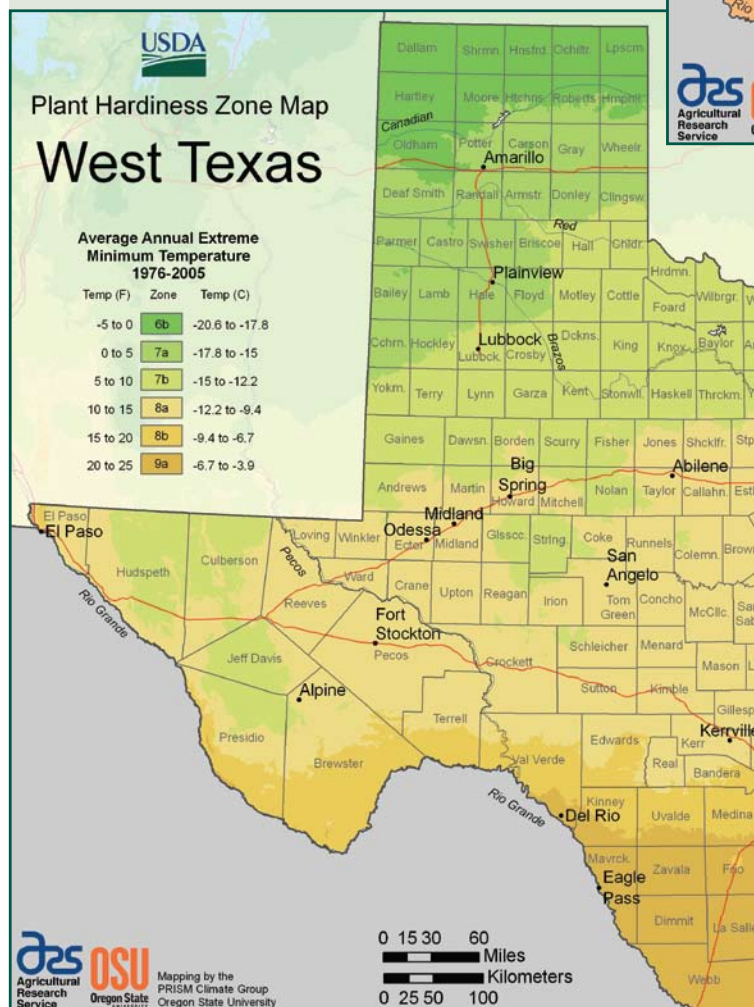 USDA
Plant Hardiness Zone Map
West Texas
Average Annual Extreme
Minimum Temperature
1976-2005
Temp (F) Zone Temp (C)
-5 to 0 6b -20.6 to -17.8
0 to 5 7a -17.8 to -15
5 to 10 7b -15 to -12.2
10 to 15 8a -12.2 to -9.4
15 to 20 8b -9.4 to -6.7
20 to 25 9a -6.7 to -3.9
Rio
ars
Agricultural
Research
Service
Dallam Shrmn. Hnsfrd. Ochiltr. Lpscm.
Hartley Moore Htchns. Roberts Hmphll.
Canadian
Oldham Potter Carson Gray Wheelr.
Amarillo
Deaf Smith Randall Armstr. Donley Clingsw.
Red
Parmer Castro Swisher Briscoe Hall Chldr.
Plainview
Hrdmn.
Bailey Lamb Hale Floyd Motley Cottle Foard Wilbrgr.
Lubbock
Brazos
Cchrn. Hockley Lubbck. Crosby Dckns. King Knox Baylor
Yokm. Terry Lynn Garza Kent Stonwll. Haskell Thrckm.
Gaines Dawsn. Borden Scurry Fisher Jones Shcklfr.
Big
Spring
Abilene
Andrews Martin Howard Mitchell Nolan Taylor Callahn.
Midland
Odessa
El Paso
El Paso
Hudspeth Culberson
Pecos
Loving Winkler Ector Midland Glsscc. Strlng. Coke Runnels Colemn.
San
Angelo
Rio Grande
Reeves Ward Crane Upton Reagan Irion Tom
Green Concho McCllc.
Fort
Stockton
Pecos
Jeff Davis
Crockett Schleicher Menard Mason
Sutton Kimble
Alpine
Presidio Brewster Terrell
Val Verde Edwards Kerr
Kerrville
Real Bandera
Rio Grande
Del Rio
Kinney Uvalde Medina
Mavrck. Zavala Frio
Eagle
Pass
Dimmit
Webb
ars
Agricultural
Research
Service
OSU
Oregon State
Mapping by the
PRISM Climate Group
Oregon State University
0 15 30 60
Miles
Kilometers
0 25 50 100